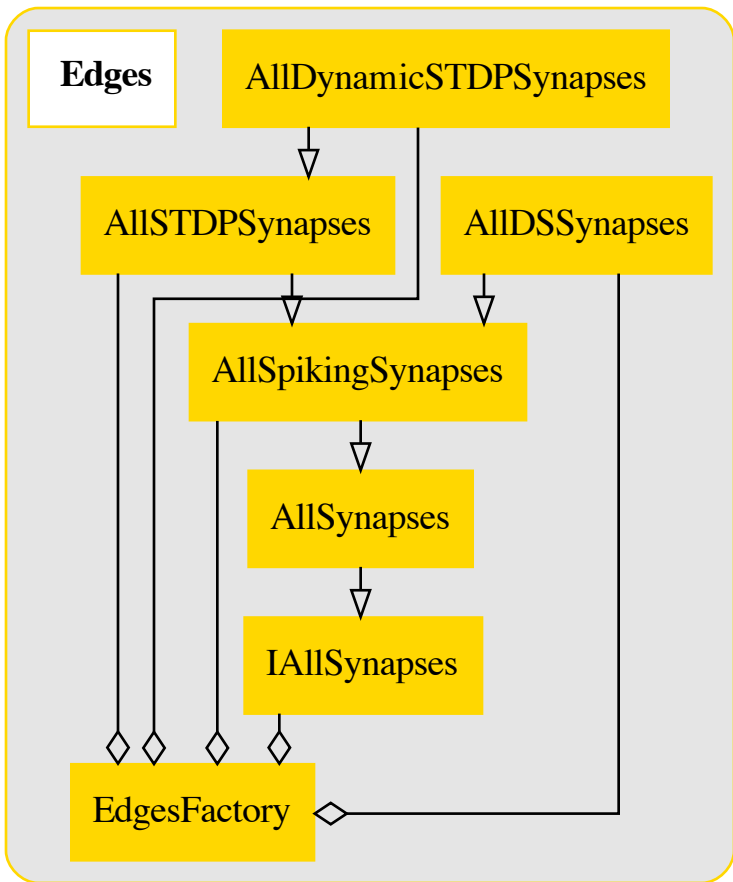 Edges
AllDynamicSTDPSynapses
AllSTDPSynapses
AllDSSynapses
AllSpikingSynapses
AllSynapses
IAllSynapses
EdgesFactory